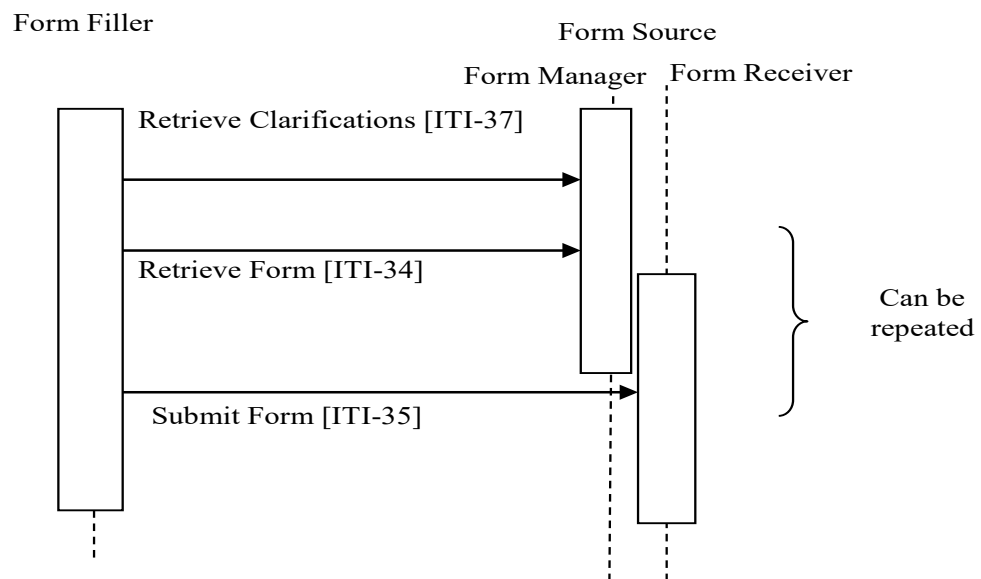 Form Filler
Form Source
Form Manager
Form Receiver
Retrieve Clarifications [ITI-37]
Retrieve Form [ITI-34]
Can be
repeated
Submit Form [ITI-35]